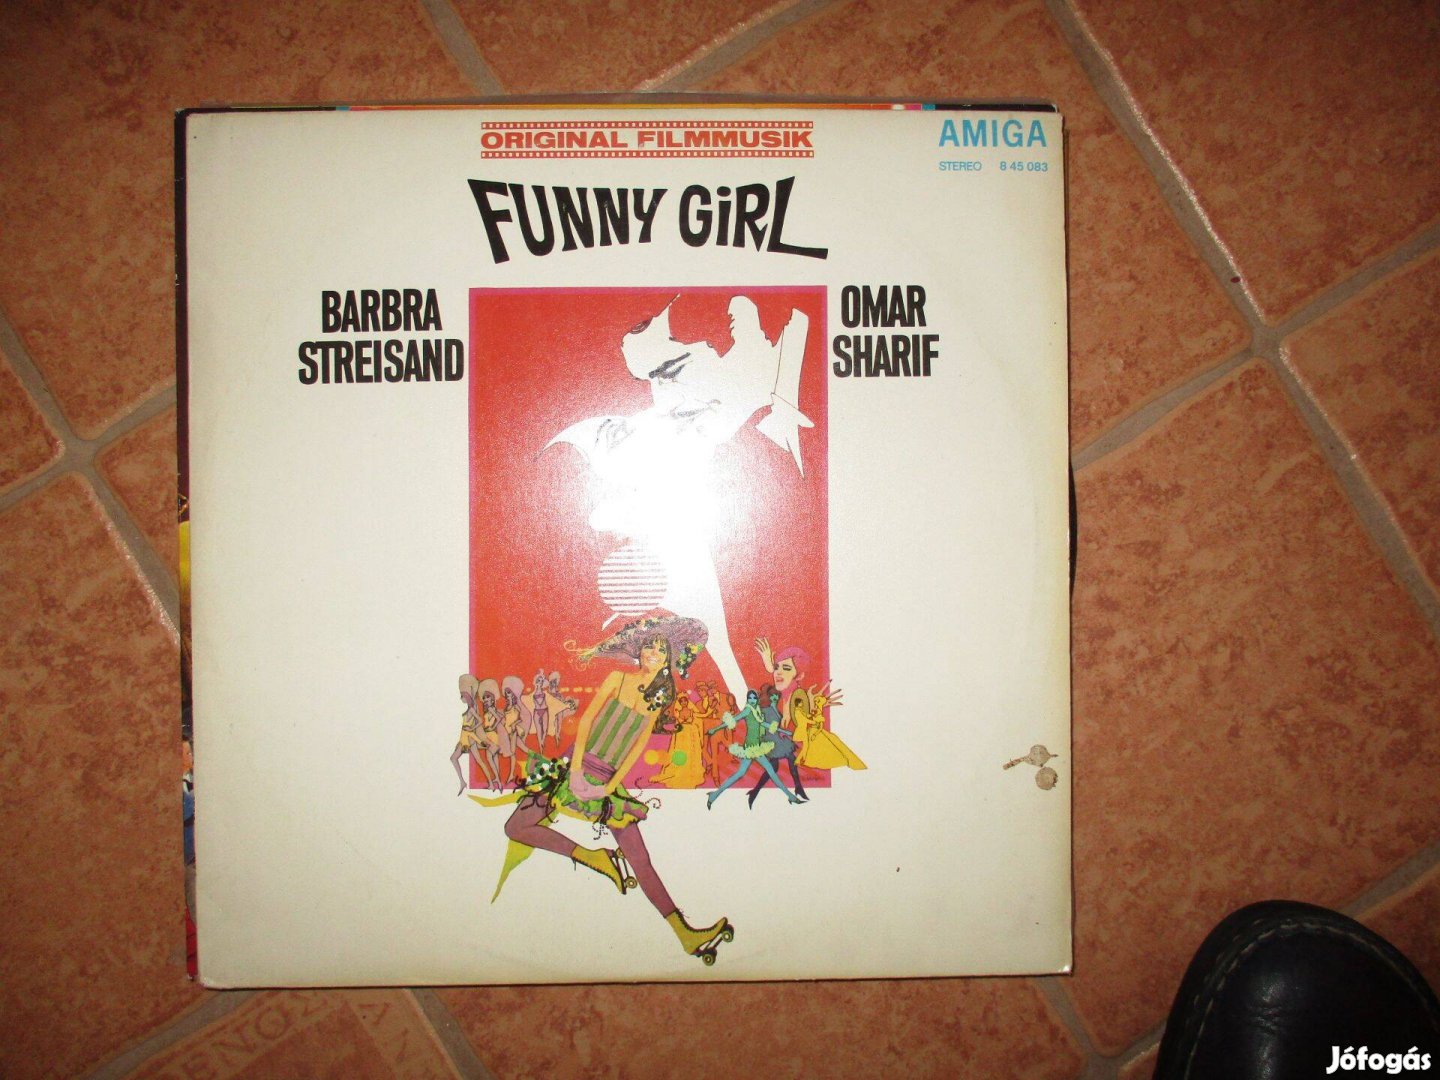 ORIGINAL FILMMUSIK
AMIGA
STEREO 8 45 083
FUNNY GIRL
BARBRA
STREISAND
OMAR
SHARIF
Jófogás